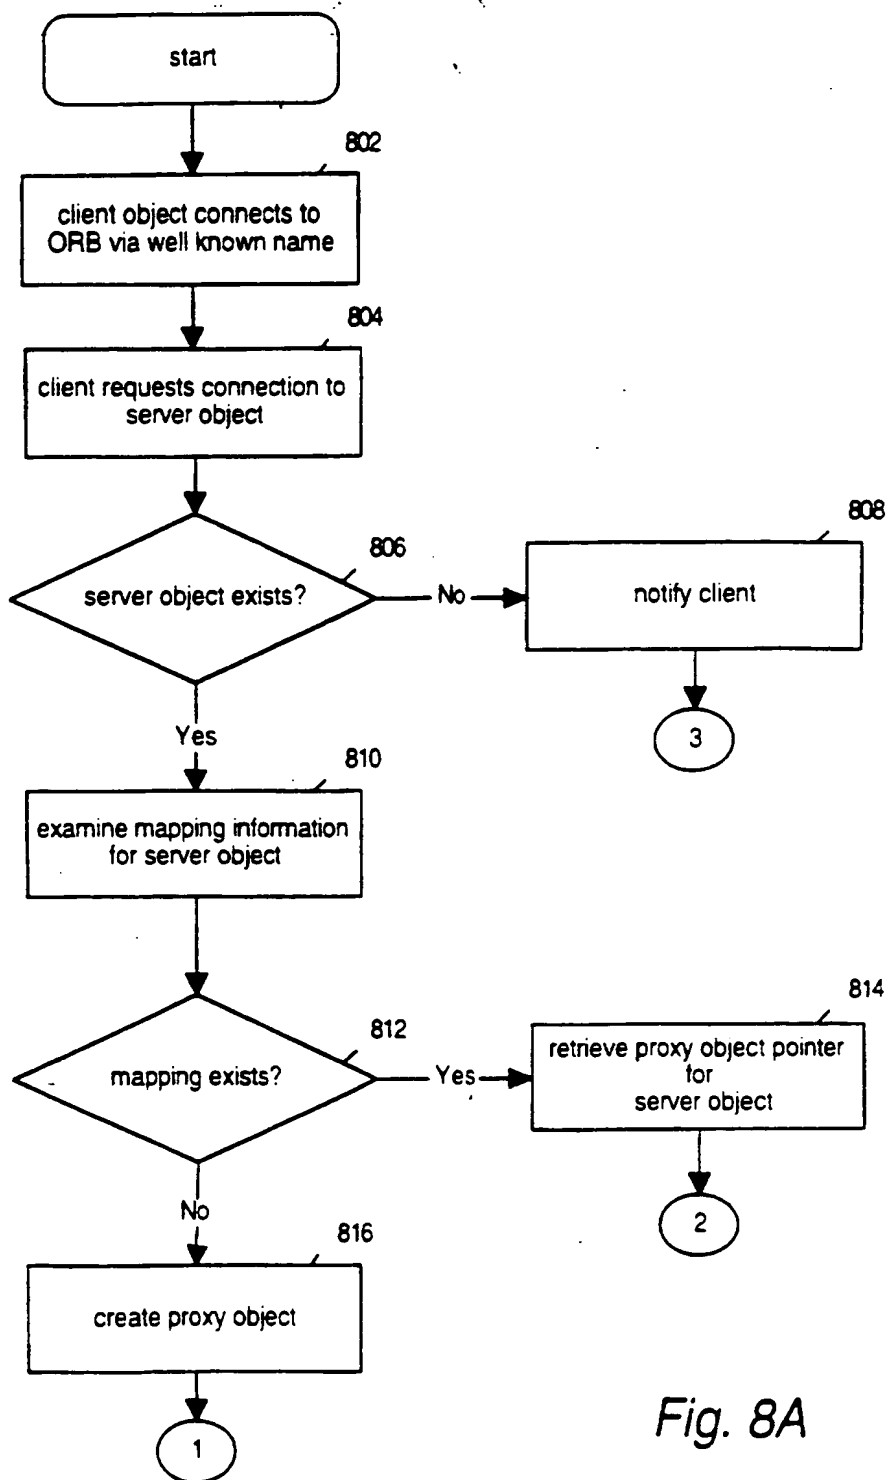 start
802
client object connects to
ORB via well known name
804
client requests connection to
server object
806
server object exists?
No
808
notify client
3
Yes
810
examine mapping information
for server object
812
mapping exists?
Yes
814
retrieve proxy object pointer
for
server object
2
No
816
create proxy object
1
Fig. 8A